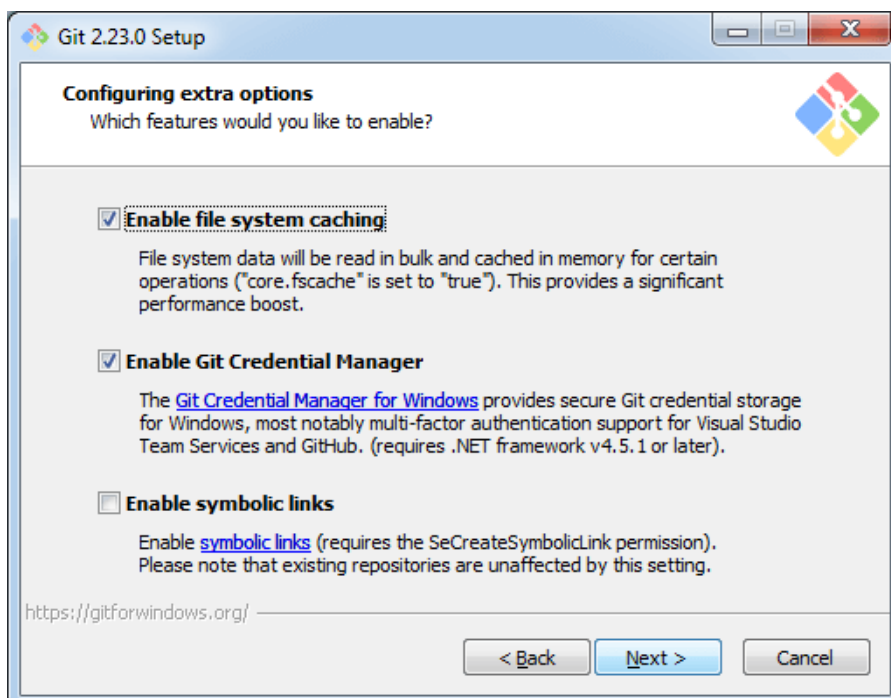 Git 2.23.0 Setup
Configuring extra options
Which features would you like to enable?
Enable file system caching
File system data will be read in bulk and cached in memory for certain
operations ("core.fscache" is set to "true"). This provides a significant
performance boost.
Enable Git Credential Manager
The Git Credential Manager for Windows provides secure Git credential storage
for Windows, most notably multi-factor authentication support for Visual Studio
Team Services and GitHub. (requires .NET framework v4.5.1 or later).
Enable symbolic links
Enable symbolic links (requires the SeCreateSymbolicLink permission).
Please note that existing repositories are unaffected by this setting.
https://gitforwindows.org/
< Back Next > Cancel